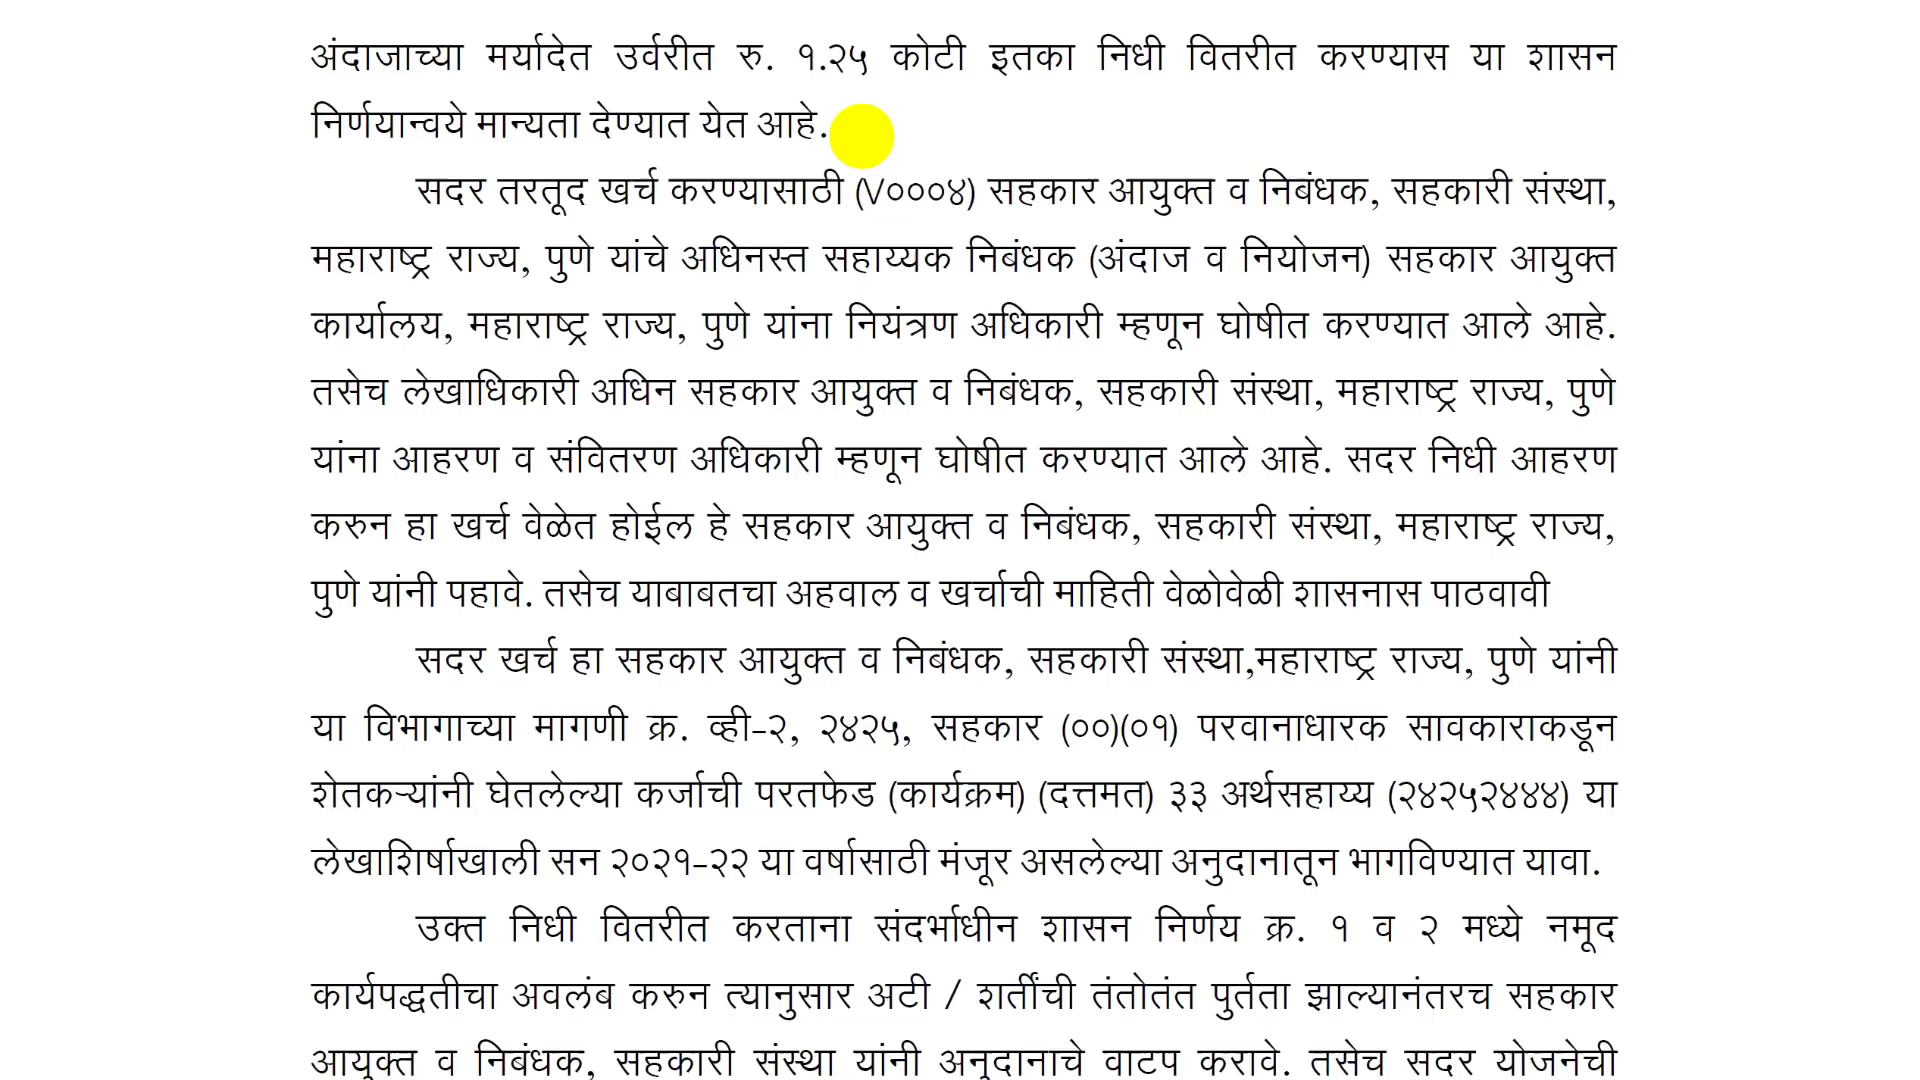 अंदाजाच्या मर्यादेत उर्वरीत रु. १.२५ कोटी इतका निधी वितरीत करण्यास या शासन
निर्णयान्वये मान्यता देण्यात येत आहे.
सदर तरतूद खर्च करण्यासाठी (V०००४) सहकार आयुक्त व निबंधक, सहकारी संस्था,
महाराष्ट्र राज्य, पुणे यांचे अधिनस्त सहाय्यक निबंधक (अंदाज व नियोजन) सहकार आयुक्त
कार्यालय, महाराष्ट्र राज्य, पुणे यांना नियंत्रण अधिकारी म्हणून घोषीत करण्यात आले आहे.
तसेच लेखाधिकारी अधिन सहकार आयुक्त व निबंधक, सहकारी संस्था, महाराष्ट्र राज्य, पुणे
यांना आहरण व संवितरण अधिकारी म्हणून घोषीत करण्यात आले आहे. सदर निधी आहरण
करुन हा खर्च वेळेत होईल हे सहकार आयुक्त व निबंधक, सहकारी संस्था, महाराष्ट्र राज्य,
पुणे यांनी पहावे. तसेच याबाबतचा अहवाल व खर्चाची माहिती वेळोवेळी शासनास पाठवावी
सदर खर्च हा सहकार आयुक्त व निबंधक, सहकारी संस्था,महाराष्ट्र राज्य, पुणे यांनी
या विभागाच्या मागणी क्र. व्ही-२, २४२५, सहकार (००)(०१) परवानाधारक सावकाराकडून
शेतकऱ्यांनी घेतलेल्या कर्जाची परतफेड (कार्यक्रम) (दत्तमत) ३३ अर्थसहाय्य (२४२५२४४४) या
लेखाशिर्षाखाली सन २०२१-२२ या वर्षासाठी मंजूर असलेल्या अनुदानातून भागविण्यात यावा.
उक्त निधी वितरीत करताना संदर्भाधीन शासन निर्णय क्र. १ व २ मध्ये नमूद
कार्यपद्धतीचा अवलंब करुन त्यानुसार अटी / शर्तींची तंतोतंत पुर्तता झाल्यानंतरच सहकार
आयुक्त व निबंधक, सहकारी संस्था यांनी अनुदानाचे वाटप करावे. तसेच सदर योजनेची